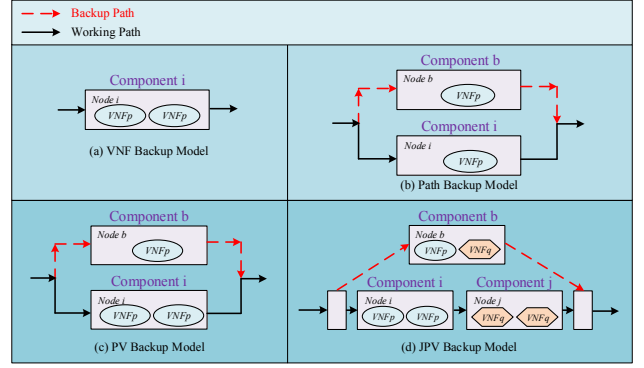 Backup Path
Working Path
Component i
Node i
VNFp VNFp
(a) VNF Backup Model
Component b
Node b
VNFp
Component i
Node i
VNFp
(b) Path Backup Model
Component b
Node b
VNFp
Component i
Node i
VNFp VNFp
(c) PV Backup Model
Component b
Node b
VNFp VNFq
Component i Component j
Node i Node j
VNFp VNFp VNFq VNFq
(d) JPV Backup Model